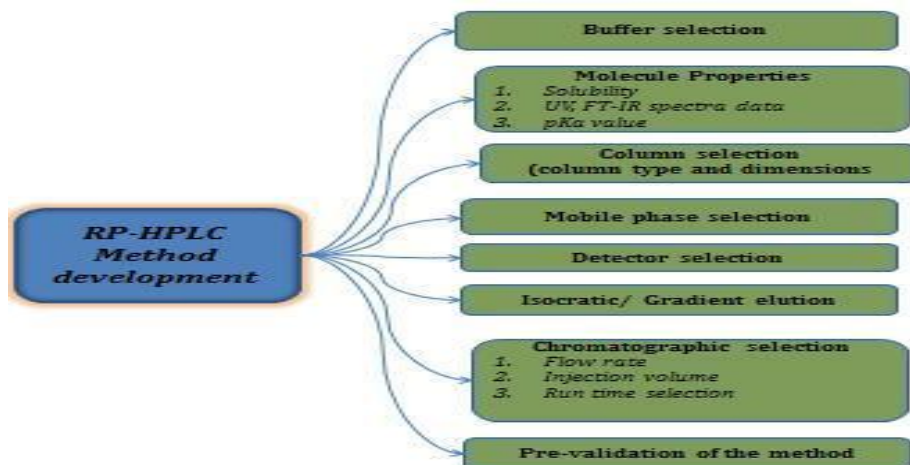 RP-HPLC
Method
development
Buffer selection
Molecule Properties
1. Solubility
2. UV, FT-IR spectra data
3. pKa value
Column selection
(column type and dimensions
Mobile phase selection
Detector selection
Isocratic/ Gradient elution
Chromatographic selection
1. Flow rate
2. Injection volume
3. Run time selection
Pre-validation of the method